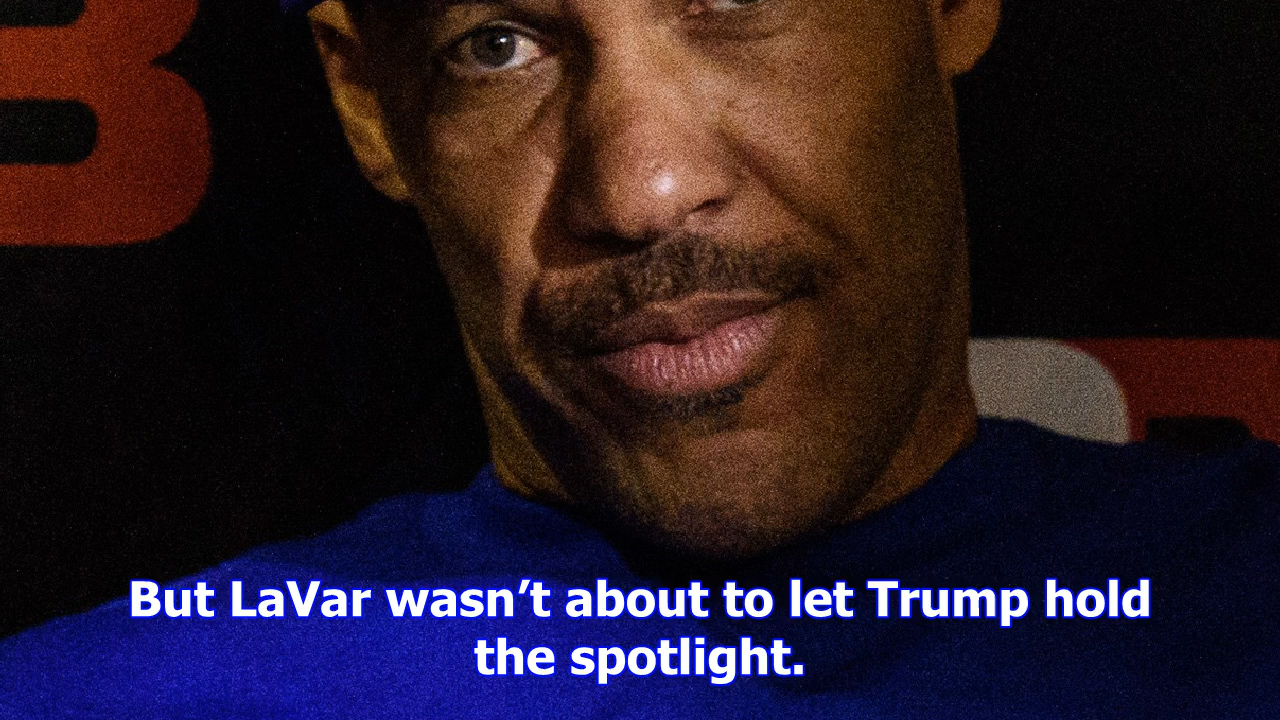 But LaVar wasn’t about to let Trump hold
the spotlight.